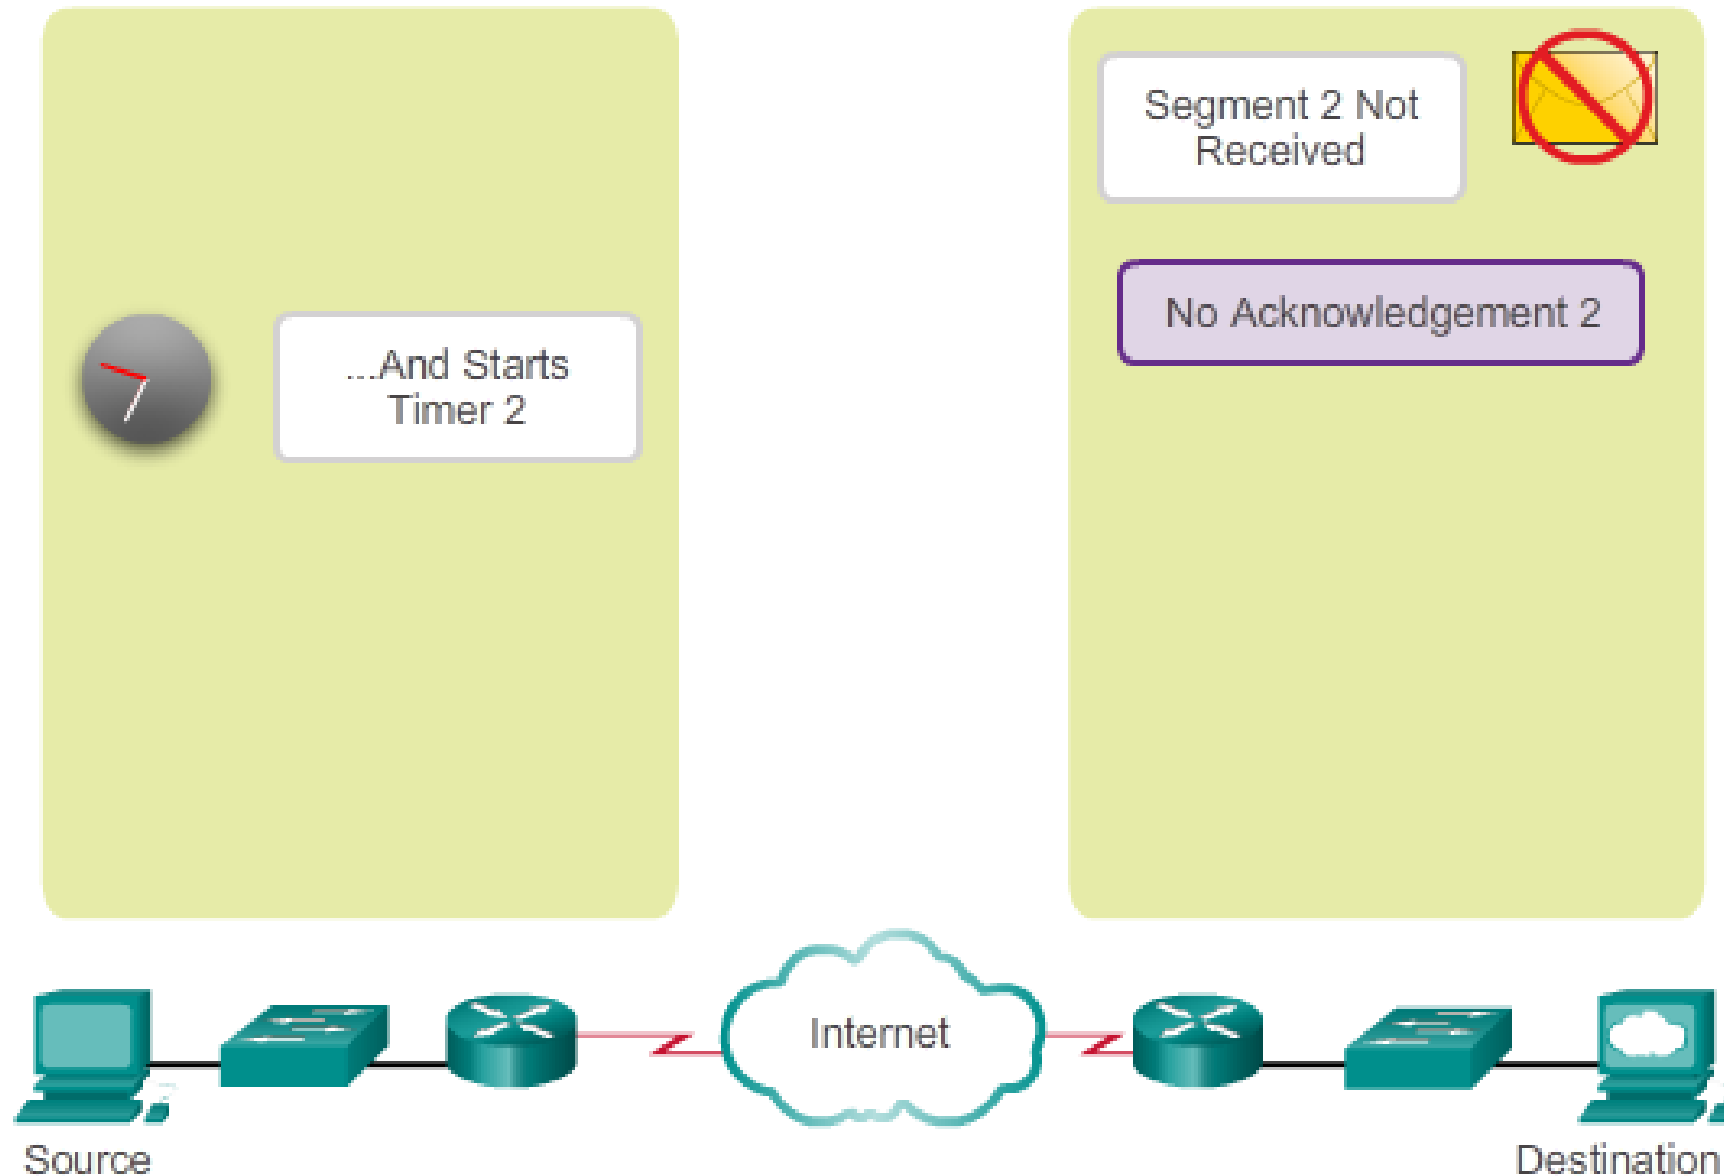 Segment 2 Not
Received
No Acknowledgement 2
...And Starts
Timer 2
Internet
Source
Destination